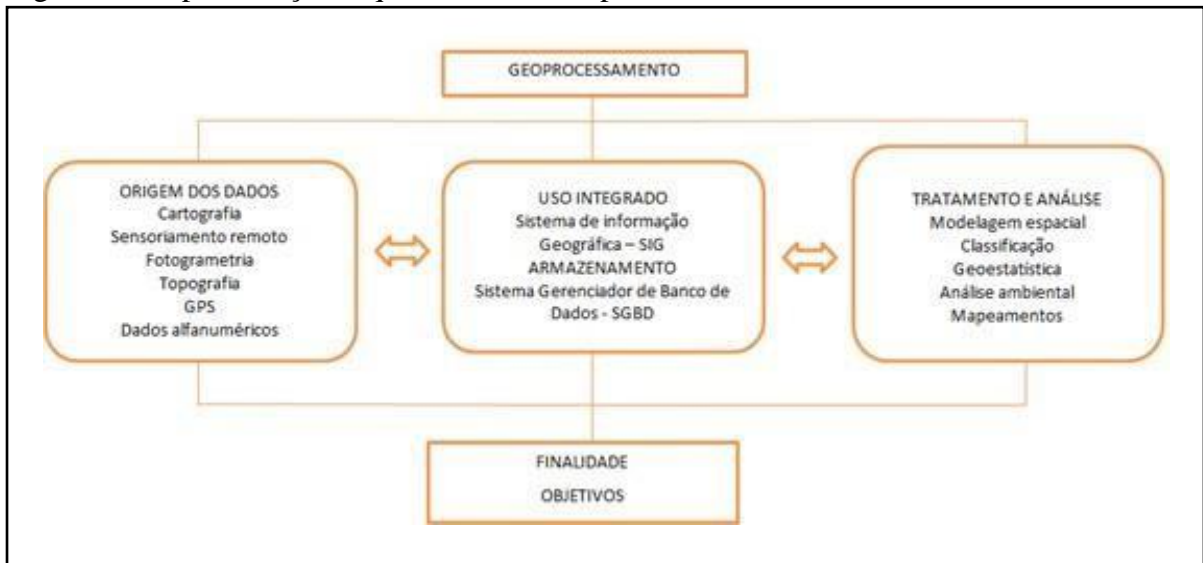 GEOPROCESSAMENTO
ORIGEM DOS DADOS
Cartografia
Sensoriamento remoto
Fotogrametria
Topografia
GPS
Dados alfanuméricos
USO INTEGRADO
Sistema de informação
Geográfica – SIG
ARMAZENAMENTO
Sistema Gerenciador de Banco de
Dados - SGBD
TRATAMENTO E ANÁLISE
Modelagem espacial
Classificação
Geoestatística
Análise ambiental
Mapeamentos
FINALIDADE
OBJETIVOS